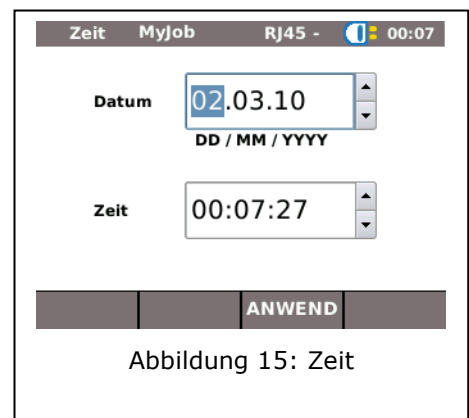 Zeit MyJob RJ45 - 00:07
Datum 02.03.10
DD / MM / YYYY
Zeit 00:07:27
ANWEND
Abbildung 15: Zeit